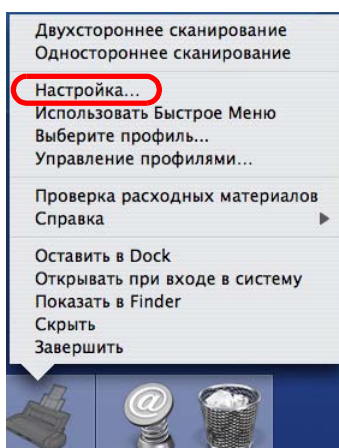 Двухстороннее сканирование
Одностороннее сканирование
Настройка...
Использовать Быстрое Меню
Выберите профиль...
Управление профилями...
Проверка расходных материалов
Справка
Оставить в Dock
Открывать при входе в систему
Показать в Finder
Скрыть
Завершить
@